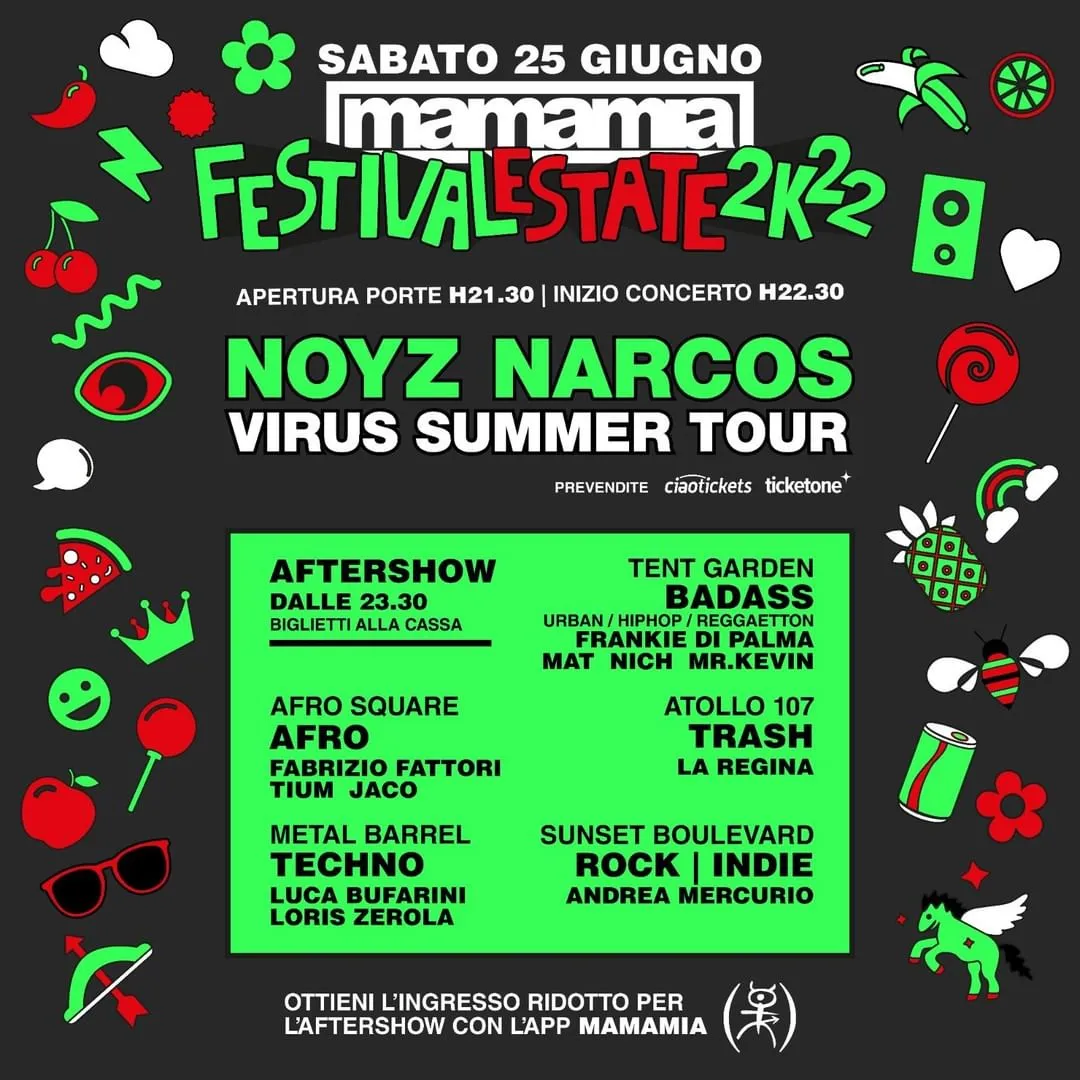 SABATO 25 GIUGNO
mamamia
FESTIVALESTATE2K22
APERTURA PORTE H21.30 | INIZIO CONCERTO H22.30
NOYZ NARCOS
VIRUS SUMMER TOUR
PREVENDITE ciaotickets ticketone
AFTERSHOW
DALLE 23.30
BIGLIETTI ALLA CASSA
TENT GARDEN
BADASS
URBAN / HIPHOP / REGGAETTON
FRANKIE DI PALMA
MAT NICH MR.KEVIN
AFRO SQUARE
AFRO
FABRIZIO FATTORI
TIUM JACO
ATOLLO 107
TRASH
LA REGINA
METAL BARREL
TECHNO
LUCA BUFARINI
LORIS ZEROLA
SUNSET BOULEVARD
ROCK | INDIE
ANDREA MERCURIO
OTTIENI L'INGRESSO RIDOTTO PER
L'AFTERSHOW CON L'APP MAMAMIA